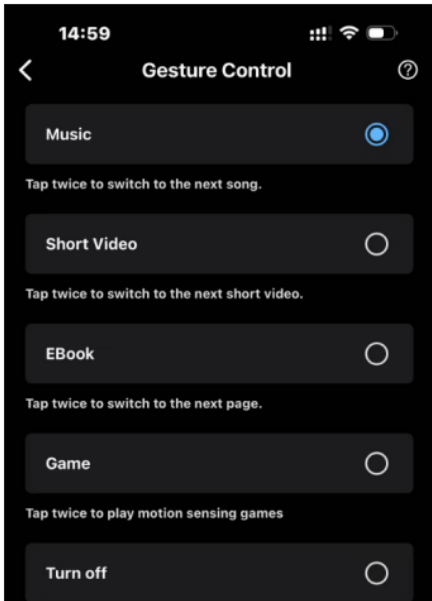 14:59
Gesture Control
Music
Tap twice to switch to the next song.
Short Video
Tap twice to switch to the next short video.
EBook
Tap twice to switch to the next page.
Game
Tap twice to play motion sensing games
Turn off